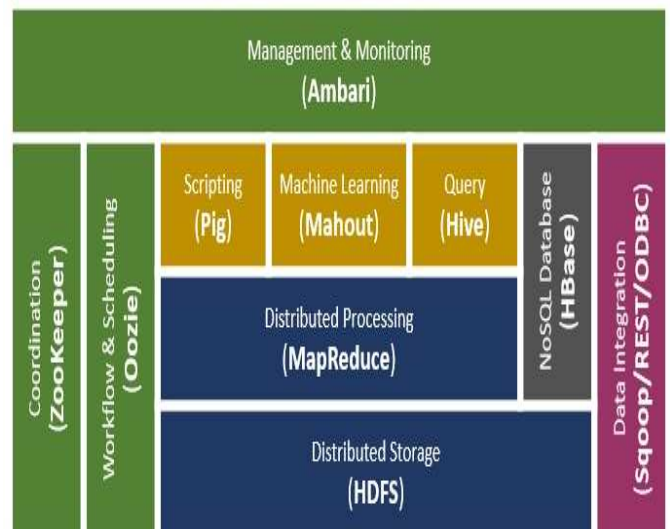 Management & Monitoring
(Ambari)
Coordination
(ZooKeeper)
Workflow & Scheduling
(Oozie)
Scripting
(Pig)
Machine Learning
(Mahout)
Query
(Hive)
NoSQL Database
(HBase)
Data Integration
(Sqoop/REST/ODBC)
Distributed Processing
(MapReduce)
Distributed Storage
(HDFS)